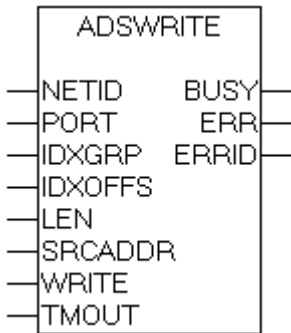 ADSWRITE
NETID BUSY
PORT ERR
IDXGRP ERRID
IDXOFFS
LEN
SRCADDR
WRITE
TMOUT